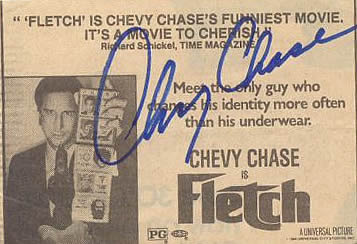 “ ‘FLETCH’ IS CHEVY CHASE’S FUNNIEST MOVIE.
IT’S A MOVIE TO CHERISH.”
Richard Schickel, TIME MAGAZINE
Chevy Chase
Meet the only guy who
changes his identity more often
than his underwear.
CHEVY CHASE
IS
Fletch
PG
A UNIVERSAL PICTURE